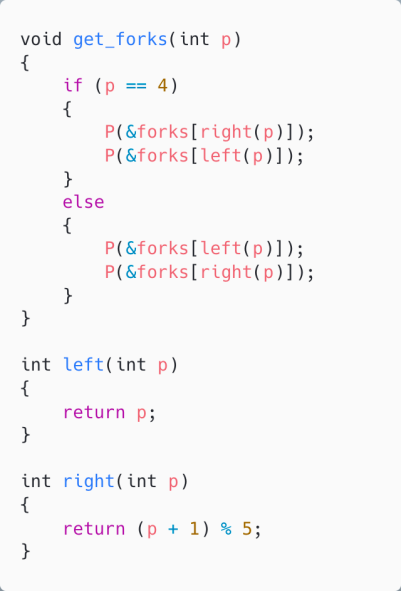 void get_forks(int p)
{
    if (p == 4)
    {
        P(&forks[right(p)]);
        P(&forks[left(p)]);
    }
    else
    {
        P(&forks[left(p)]);
        P(&forks[right(p)]);
    }
}

int left(int p)
{
    return p;
}

int right(int p)
{
    return (p + 1) % 5;
}